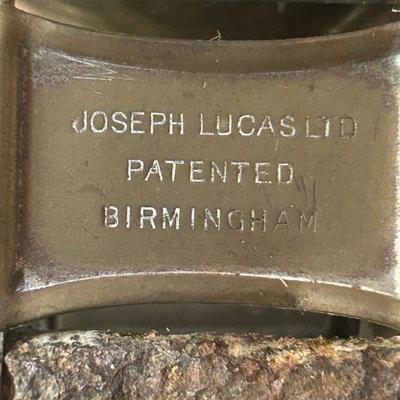 JOSEPH LUCAS LTD
PATENTED
BIRMINGHAM